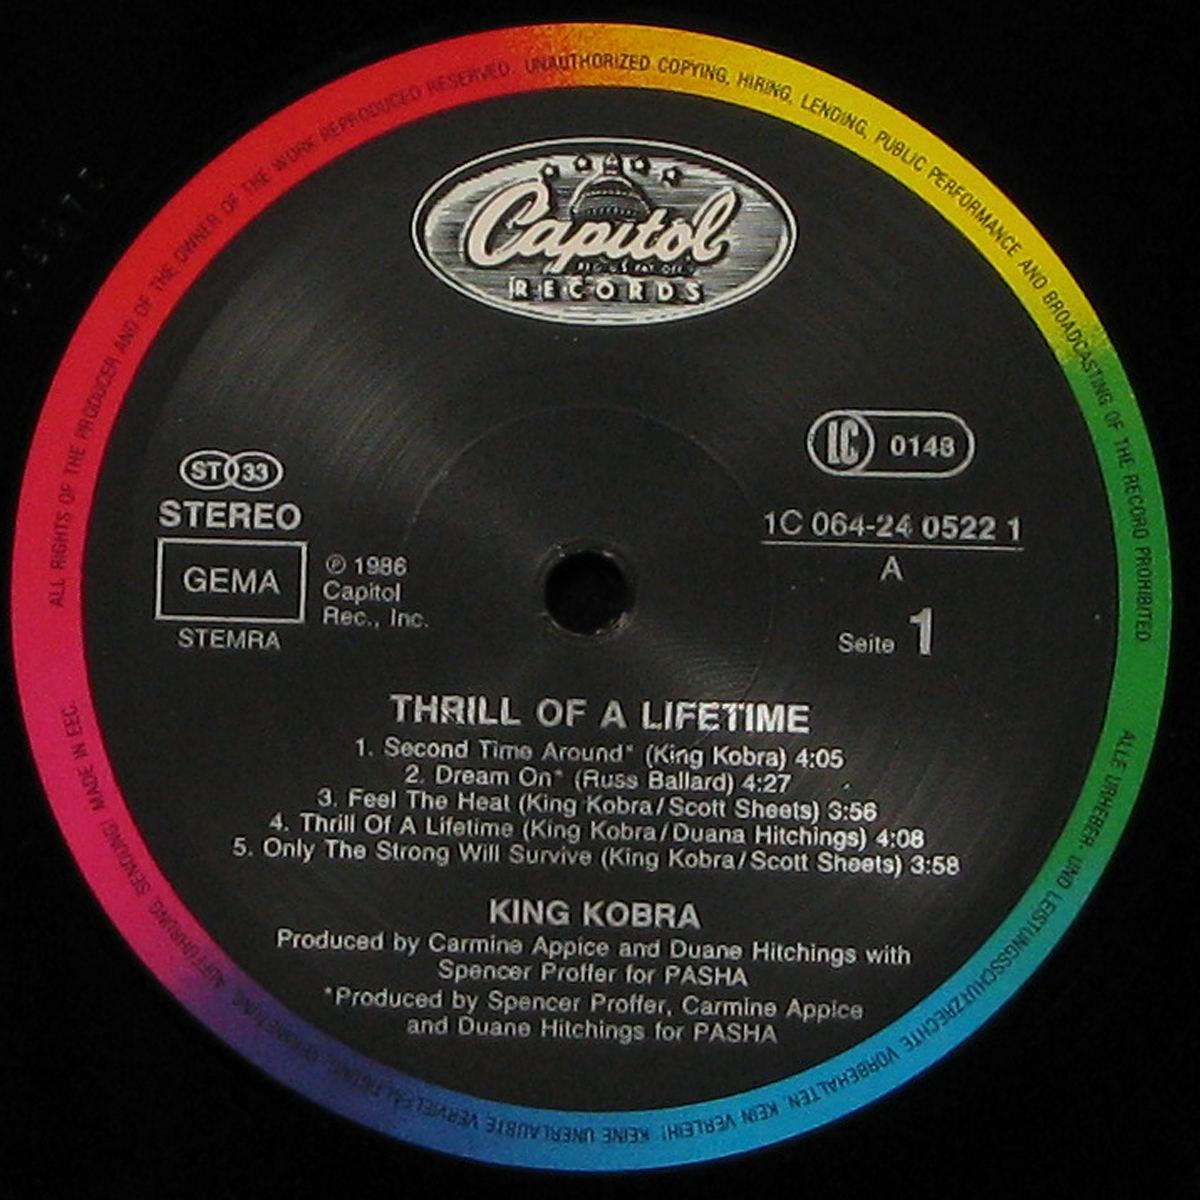 ALL RIGHTS OF THE PRODUCER AND OF THE OWNER OF THE WORK REPRODUCED RESERVED. UNAUTHORIZED COPYING, HIRING, LENDING, PUBLIC PERFORMANCE AND BROADCASTING OF THE RECORD PROHIBITED
Capitol
RECORDS
LC 0148
ST 33
STEREO
1C 064-24 0522 1
GEMA
℗ 1986
Capitol
Rec., Inc.
A
STEMRA
Seite 1
THRILL OF A LIFETIME
1. Second Time Around* (King Kobra) 4:05
2. Dream On* (Russ Ballard) 4:27
3. Feel The Heat (King Kobra/Scott Sheets) 3:56
4. Thrill Of A Lifetime (King Kobra/Duana Hitchings) 4:08
5. Only The Strong Will Survive (King Kobra/Scott Sheets) 3:58
KING KOBRA
Produced by Carmine Appice and Duane Hitchings with
Spencer Proffer for PASHA
*Produced by Spencer Proffer, Carmine Appice
and Duane Hitchings for PASHA
ALLE URHEBER- UND LEISTUNGSSCHUTZRECHTE VORBEHALTEN. KEIN VERLEIH! KEINE UNERLAUBTE VERVIELFÄLTIGUNG, VERMIETUNG, AUFFÜHRUNG, SENDUNG! MADE IN EEC.